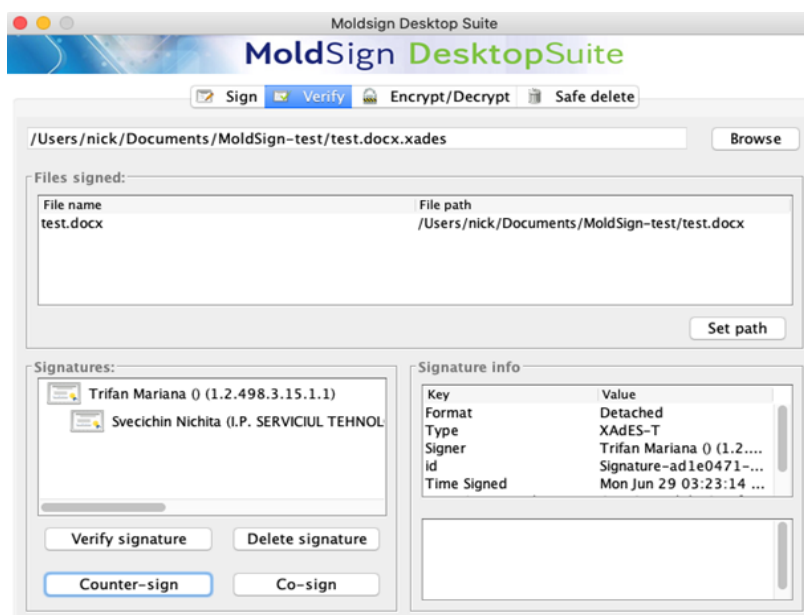 Moldsign Desktop Suite
MoldSign DesktopSuite
Sign Verify Encrypt/Decrypt Safe delete
/Users/nick/Documents/MoldSign-test/test.docx.xades Browse
Files signed:
File name File path
test.docx /Users/nick/Documents/MoldSign-test/test.docx
Set path
Signatures:
Trifan Mariana () (1.2.498.3.15.1.1)
Svecichin Nichita (I.P. SERVICIUL TEHNOL
Verify signature Delete signature
Counter-sign Co-sign
Signature info
Key Value
Format Detached
Type XAdES-T
Signer Trifan Mariana () (1.2....
id Signature-ad1e0471-...
Time Signed Mon Jun 29 03:23:14 ...